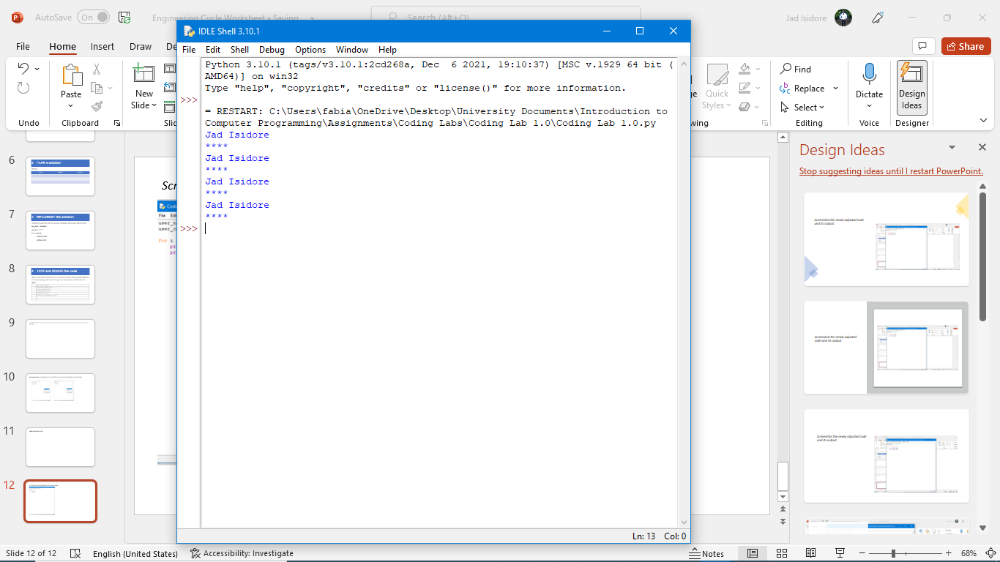 AutoSave On Engineering Cycle Worksheet • Saving... Search (Alt+Q) Jad Isidore
IDLE Shell 3.10.1
File Home Insert Draw
Share
File Edit Shell Debug Options Window Help
Python 3.10.1 (tags/v3.10.1:2cd268a, Dec  6 2021, 19:10:37) [MSC v.1929 64 bit (
AMD64)] on win32
Type "help", "copyright", "credits" or "license()" for more information.
>>>
= RESTART: C:\Users\fabia\OneDrive\Desktop\University Documents\Introduction to
Computer Programming\Assignments\Coding Labs\Coding Lab 1.0\Coding Lab 1.0.py
Jad Isidore
****
Jad Isidore
****
Jad Isidore
****
Jad Isidore
****
>>>
Ln: 13 Col: 0
Paste
New
Slide
Undo
Quick
Styles
Find
Replace
Select
Editing
Dictate
Voice
Design
Ideas
Designer
6
2 PLAN a solution
7
3 IMPLEMENT the solution
8
4 TEST and DEBUG the code
9
10
11
12
File
for i
Design Ideas
Stop suggesting ideas until I restart PowerPoint.
Screenshot the newly adjusted code
and its output.
Screenshot the newly adjusted
code and its output.
Screenshot the newly adjusted code
and its output.
Slide 12 of 12 English (United States) Accessibility: Investigate Notes 68%